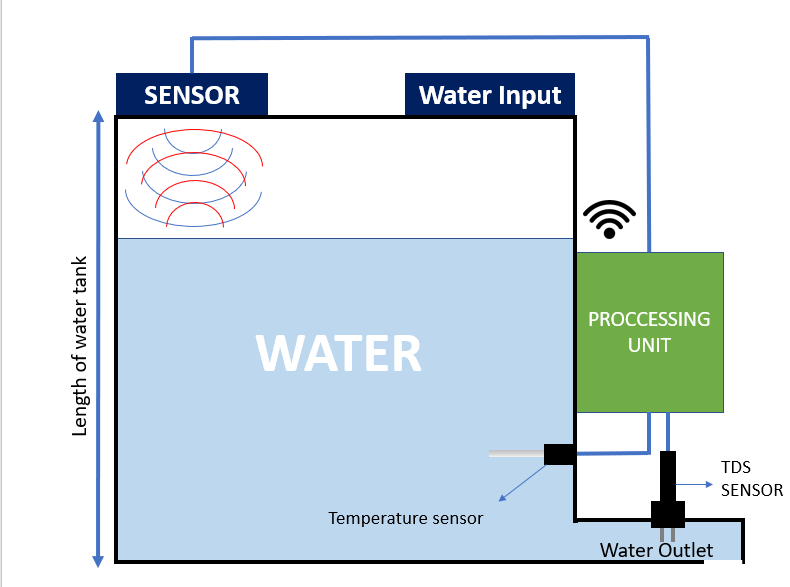 SENSOR
Water Input
Length of water tank
WATER
PROCCESSING
UNIT
TDS
SENSOR
Temperature sensor
Water Outlet